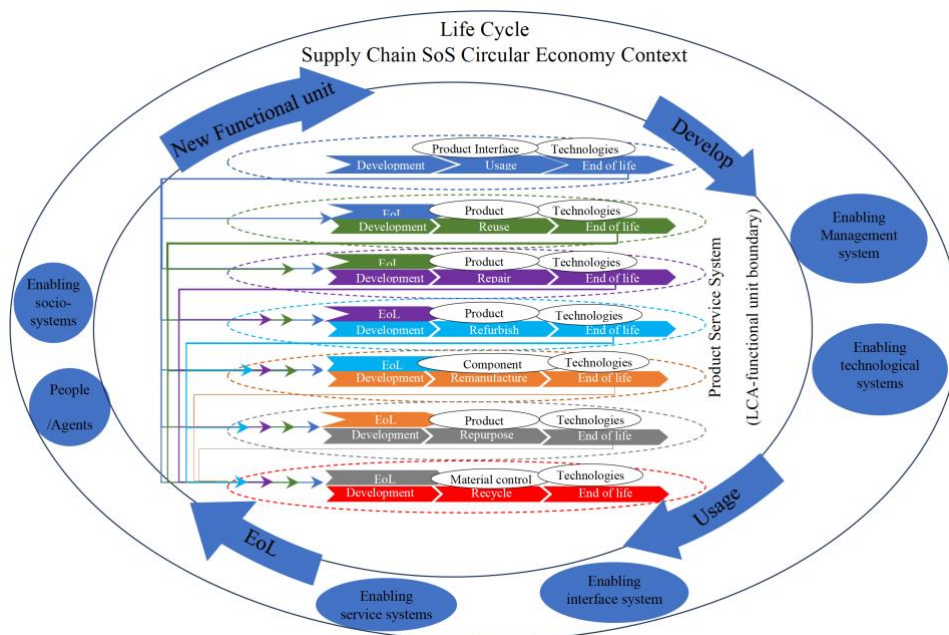 Life Cycle
Supply Chain SoS Circular Economy Context
New Functional unit
Develop
Product Interface
Technologies
Development
Usage
End of life
EoL
Product
Technologies
Development
Reuse
End of life
EoL
Product
Technologies
Development
Repair
End of life
EoL
Product
Technologies
Development
Refurbish
End of life
EoL
Component
Technologies
Development
Remanufacture
End of life
EoL
Product
Technologies
Development
Repurpose
End of life
EoL
Material control
Technologies
Development
Recycle
End of life
Product Service System
(LCA-functional unit boundary)
Enabling
Management
system
Enabling
technological
systems
Usage
Enabling
interface system
Enabling
service systems
EoL
People
/Agents
Enabling
socio-
systems